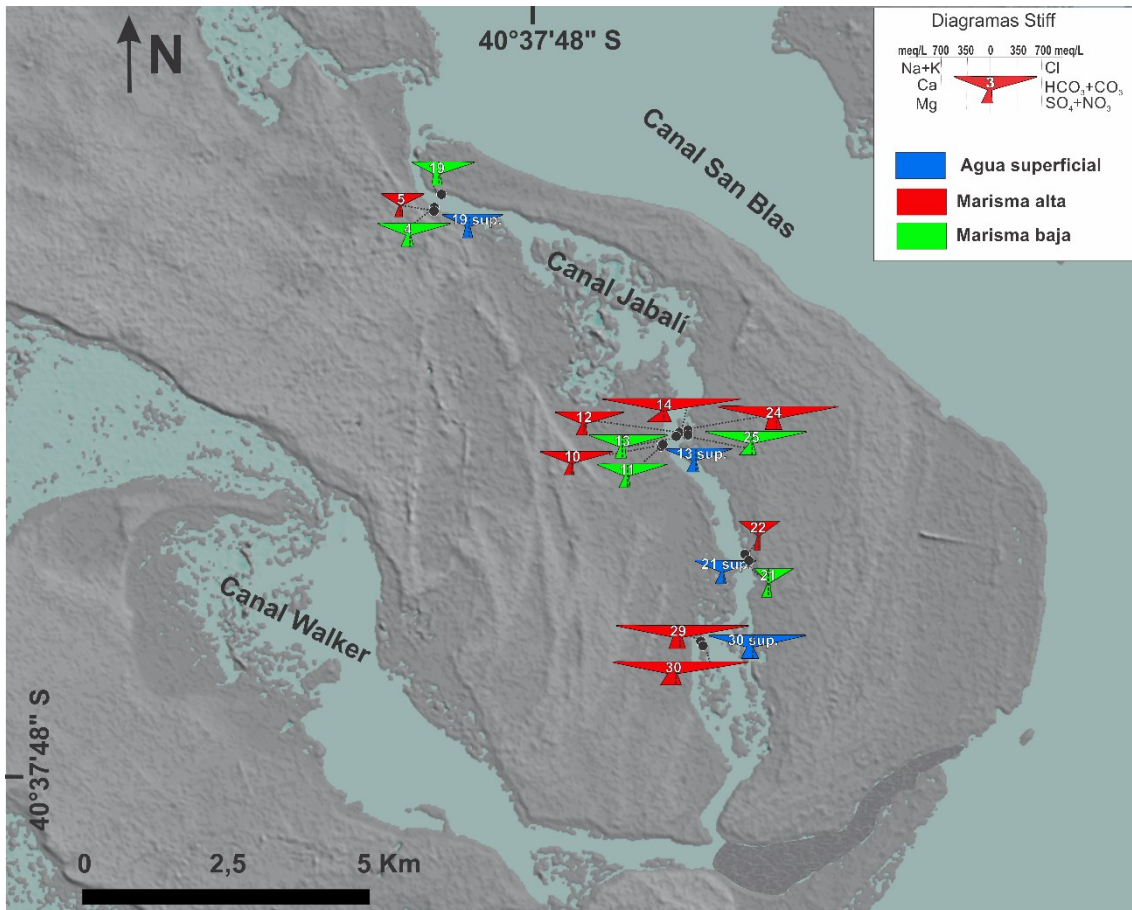 40°37'48" S
N
Diagramas Stiff
meq/L 700 350 0 350 700 meq/L
Na+K Cl
Ca 3 HCO₃+CO₃
Mg SO₄+NO₃
Agua superficial
Marisma alta
Marisma baja
Canal San Blas
19
5
4
19 sup.
Canal Jabalí
14
12
24
13
25
10
11
13 sup.
22
21 sup.
21
Canal Walker
29
30 sup.
30
40°37'48" S
0 2,5 5 Km